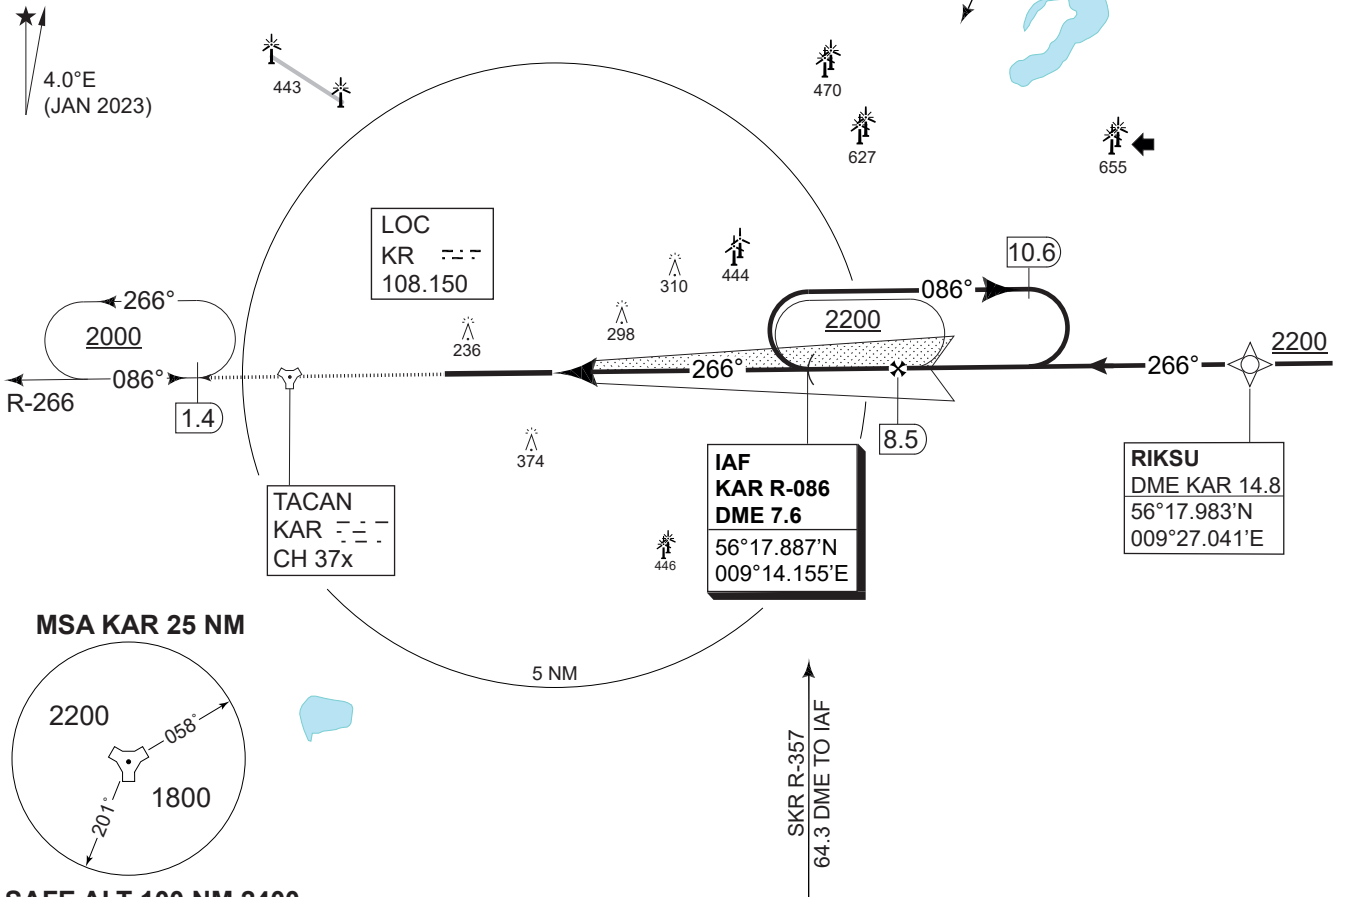 4.0°E
(JAN 2023)
443
470
627
655
LOC
KR
108.150
310
444
10.6
086°
266°
2000
298
2200
236
266°
266°
2200
086°
R-266
1.4
8.5
374
IAF
KAR R-086
DME 7.6
56°17.887’N
009°14.155’E
RIKSU
DME KAR 14.8
56°17.983’N
009°27.041’E
TACAN
KAR
CH 37x
446
MSA KAR 25 NM
5 NM
2200
058°
1800
201°
SKR R-357
64.3 DME TO IAF